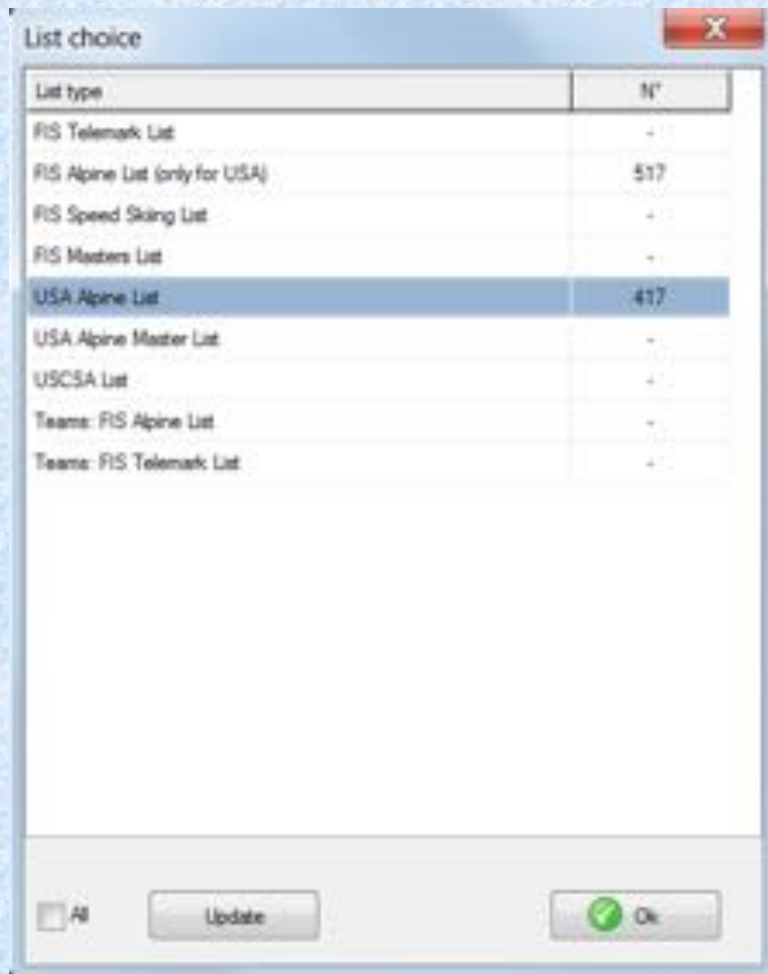 List choice
List type N°
FIS Telemark List -
FIS Alpine List (only for USA) 517
FIS Speed Skiing List -
FIS Masters List -
USA Alpine List 417
USA Alpine Master List -
USCSA List -
Teams: FIS Alpine List -
Teams: FIS Telemark List -
All Update Ok